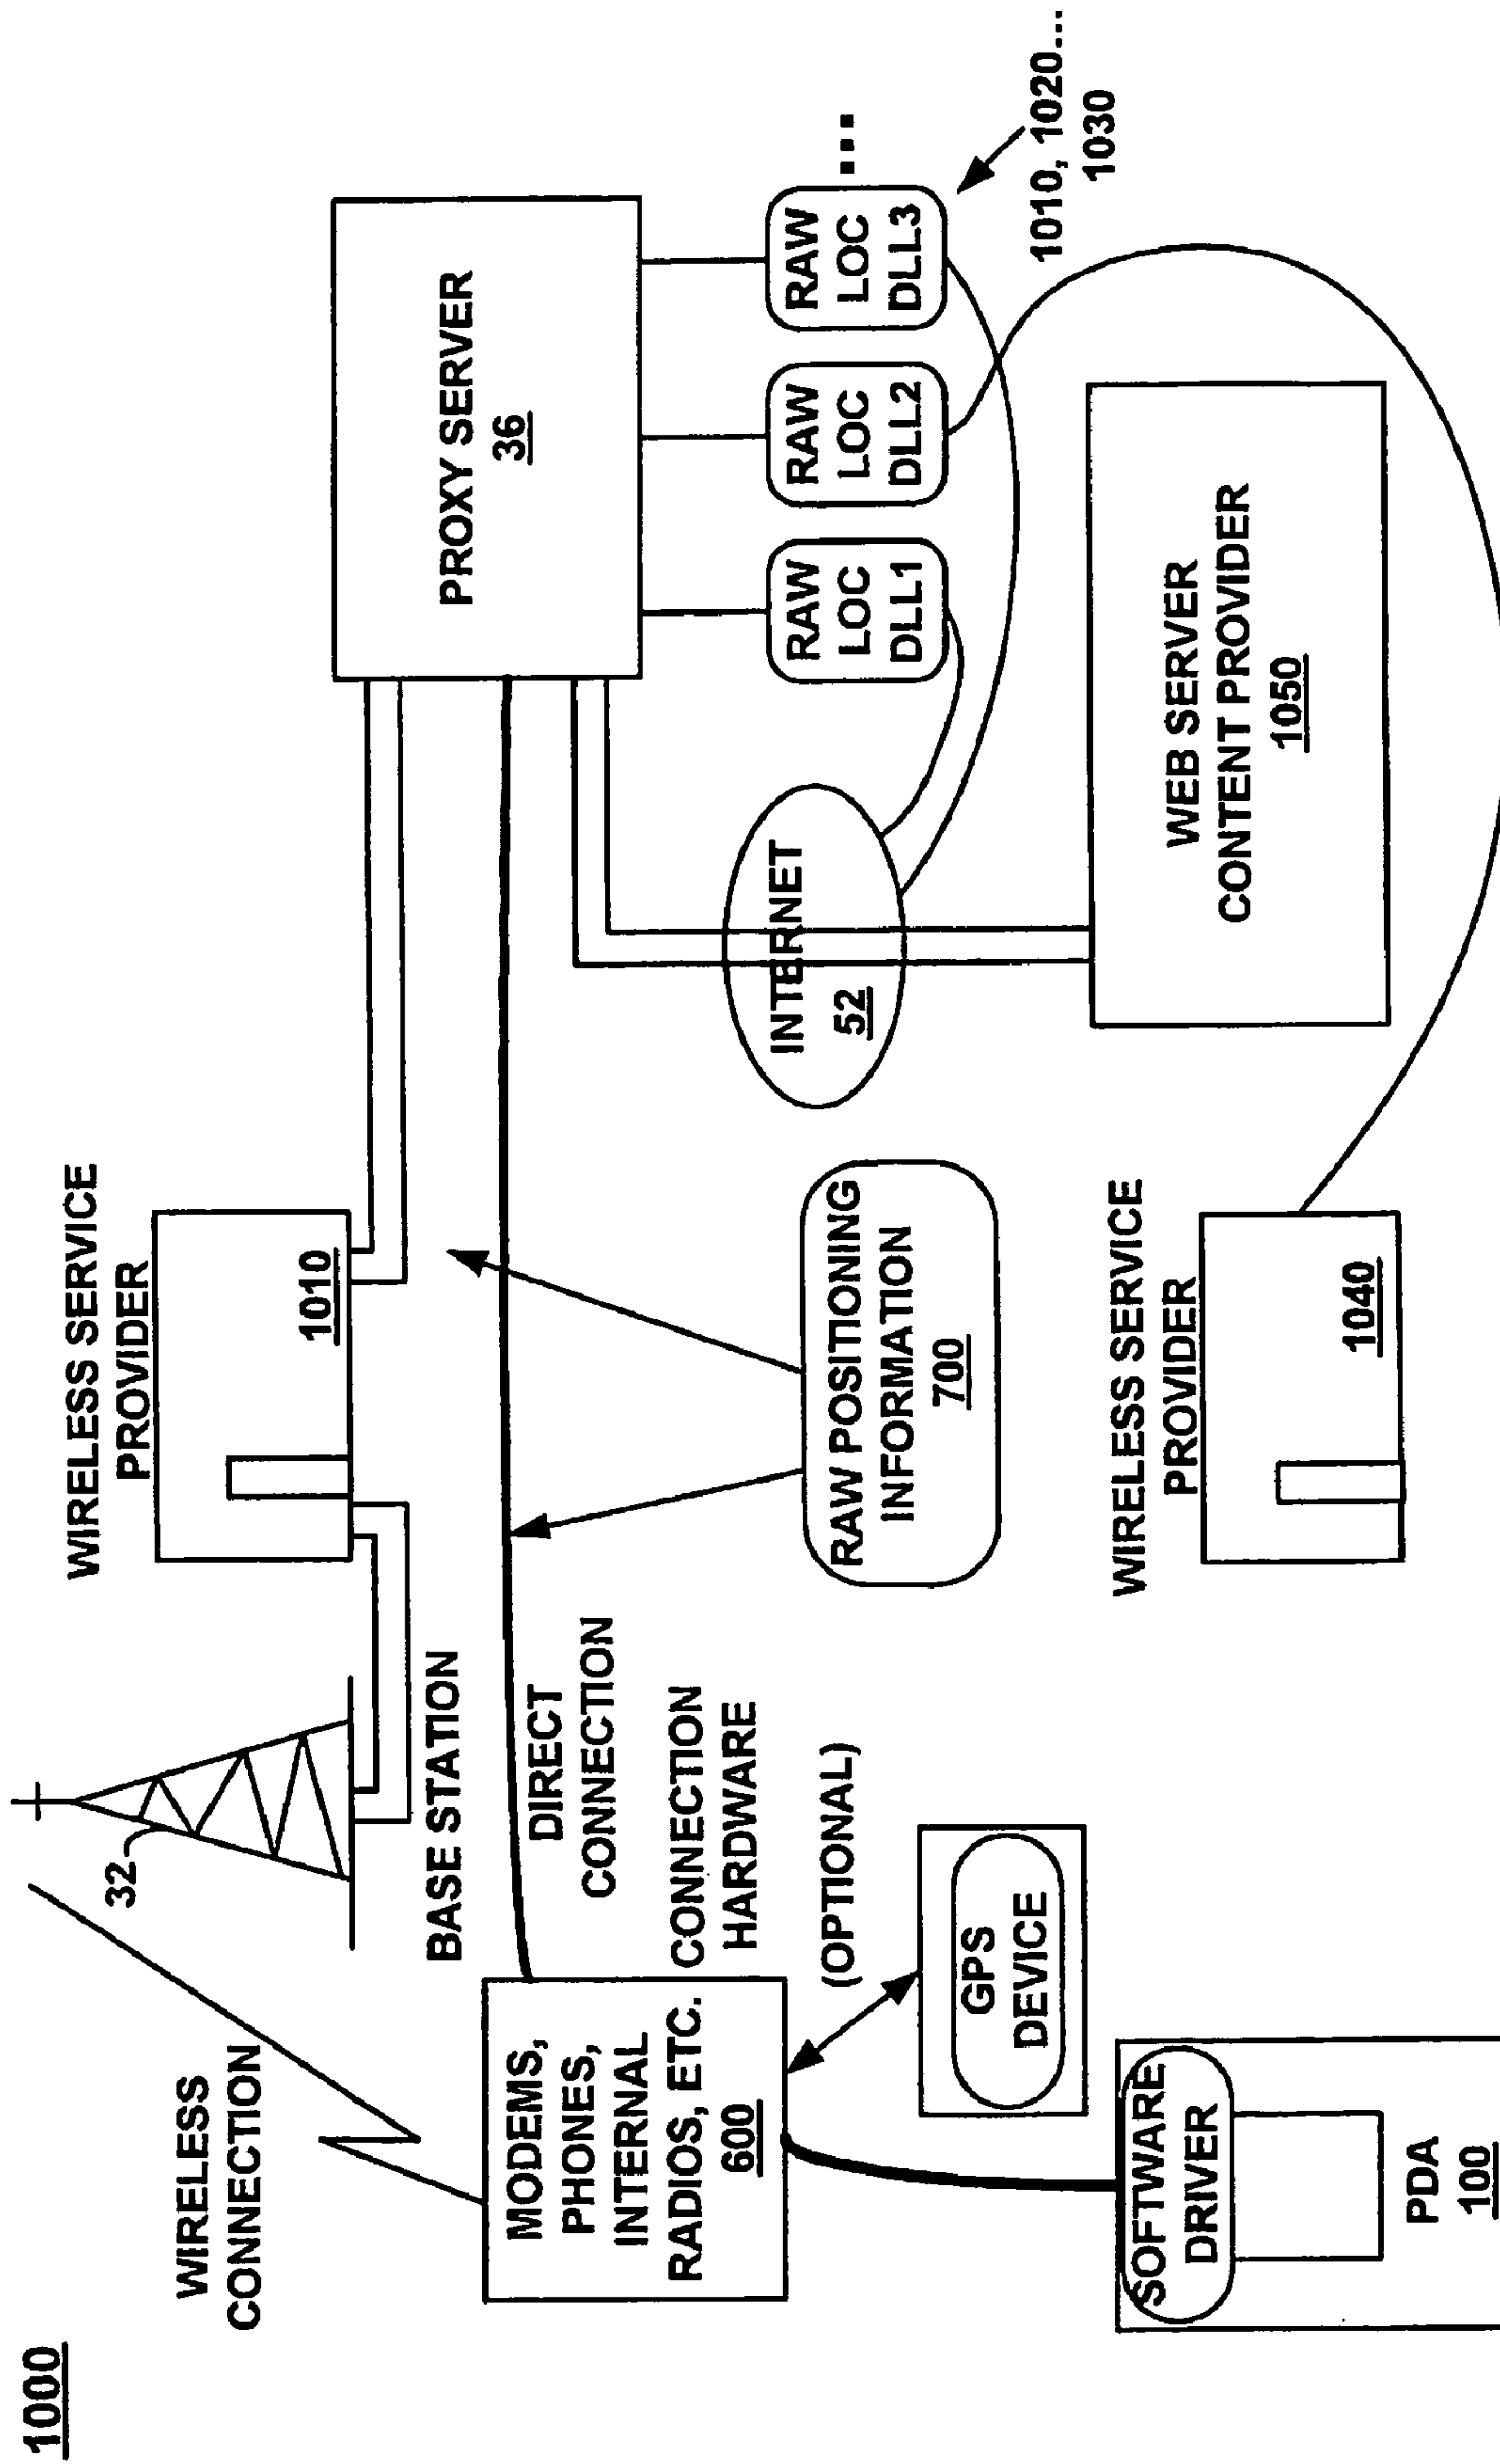 1000
WIRELESS
CONNECTION
32
BASE STATION
WIRELESS SERVICE
PROVIDER
1010
PROXY SERVER
36
MODEMS,
PHONES,
INTERNAL
RADIOS, ETC.
600
DIRECT
CONNECTION
CONNECTION
HARDWARE
(OPTIONAL)
GPS
DEVICE
SOFTWARE
DRIVER
PDA
100
RAW POSITIONING
INFORMATION
700
INTERNET
52
RAW
LOC
DLL1
RAW
LOC
DLL2
RAW
LOC
DLL3
...
1010, 1020...
1030
WIRELESS SERVICE
PROVIDER
1040
WEB SERVER
CONTENT PROVIDER
1050